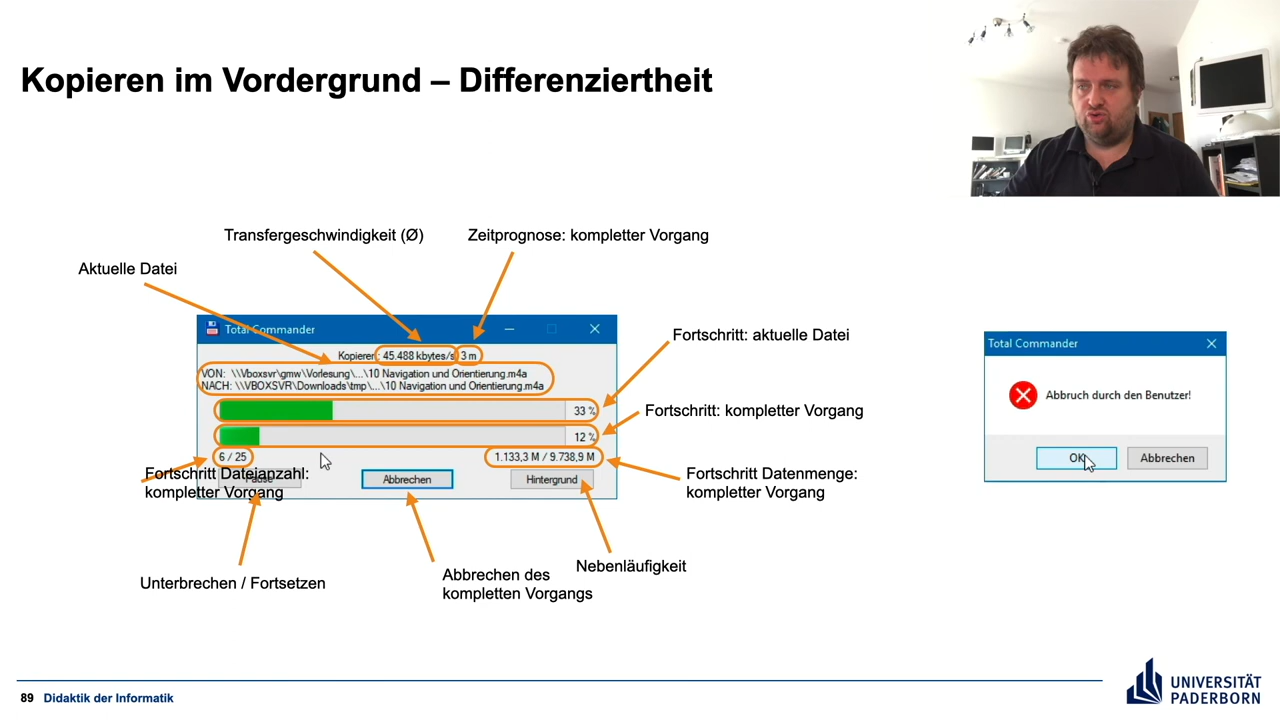 Kopieren im Vordergrund – Differenziertheit
Transfergeschwindigkeit (Ø)
Zeitprognose: kompletter Vorgang
Aktuelle Datei
Total Commander
Kopieren: 45.488 kbytes/s 3 m
VON: \\Vboxsvr\gmw\Vorlesung\...\10 Navigation und Orientierung.m4a
NACH: \\VBOXSVR\Downloads\tmp\...\10 Navigation und Orientierung.m4a
33 %
12 %
6 / 25
1.133,3 M / 9.738,9 M
Pause
Abbrechen
Hintergrund
Fortschritt: aktuelle Datei
Fortschritt: kompletter Vorgang
Fortschritt Dateianzahl:
kompletter Vorgang
Fortschritt Datenmenge:
kompletter Vorgang
Unterbrechen / Fortsetzen
Abbrechen des
kompletten Vorgangs
Nebenläufigkeit
Total Commander
Abbruch durch den Benutzer!
OK
Abbrechen
89 Didaktik der Informatik
UNIVERSITÄT
PADERBORN